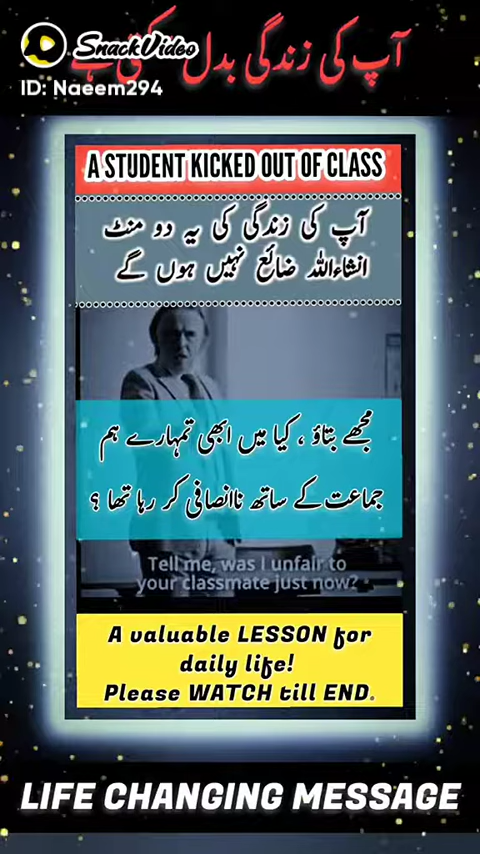 آپ کی زندگی بدل سکتی ہے
SnackVideo
ID: Naeem294
A STUDENT KICKED OUT OF CLASS
آپ کی زندگی کی یہ دو منٹ
انشاءاللہ ضائع نہیں ہوں گے
مجھے بتاؤ ، کیا میں ابھی تمہارے ہم
جماعت کے ساتھ ناانصافی کر رہا تھا ؟
Tell me, was I unfair to
your classmate just now?
A valuable LESSON for
daily life!
Please WATCH till END.
LIFE CHANGING MESSAGE